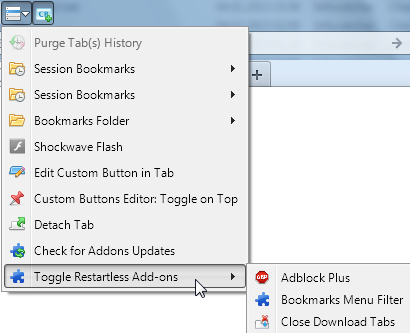 CB
Purge Tab(s) History
Session Bookmarks
Session Bookmarks
Bookmarks Folder
Shockwave Flash
Edit Custom Button in Tab
Custom Buttons Editor: Toggle on Top
Detach Tab
Check for Addons Updates
Toggle Restartless Add-ons
ABP
Adblock Plus
Bookmarks Menu Filter
Close Download Tabs